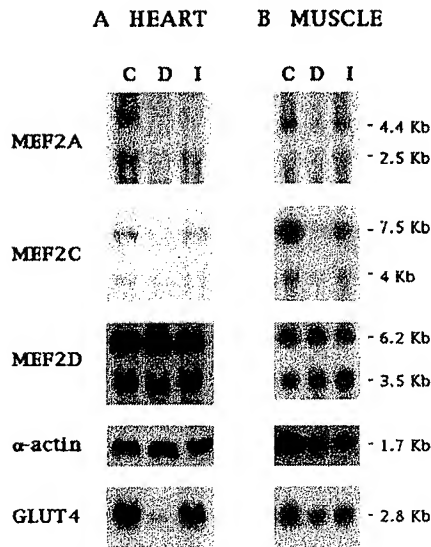 A HEART B MUSCLE
C D I C D I
MEF2A
- 4.4 Kb
- 2.5 Kb
MEF2C
- 7.5 Kb
- 4 Kb
MEF2D
- 6.2 Kb
- 3.5 Kb
α-actin - 1.7 Kb
GLUT4 - 2.8 Kb